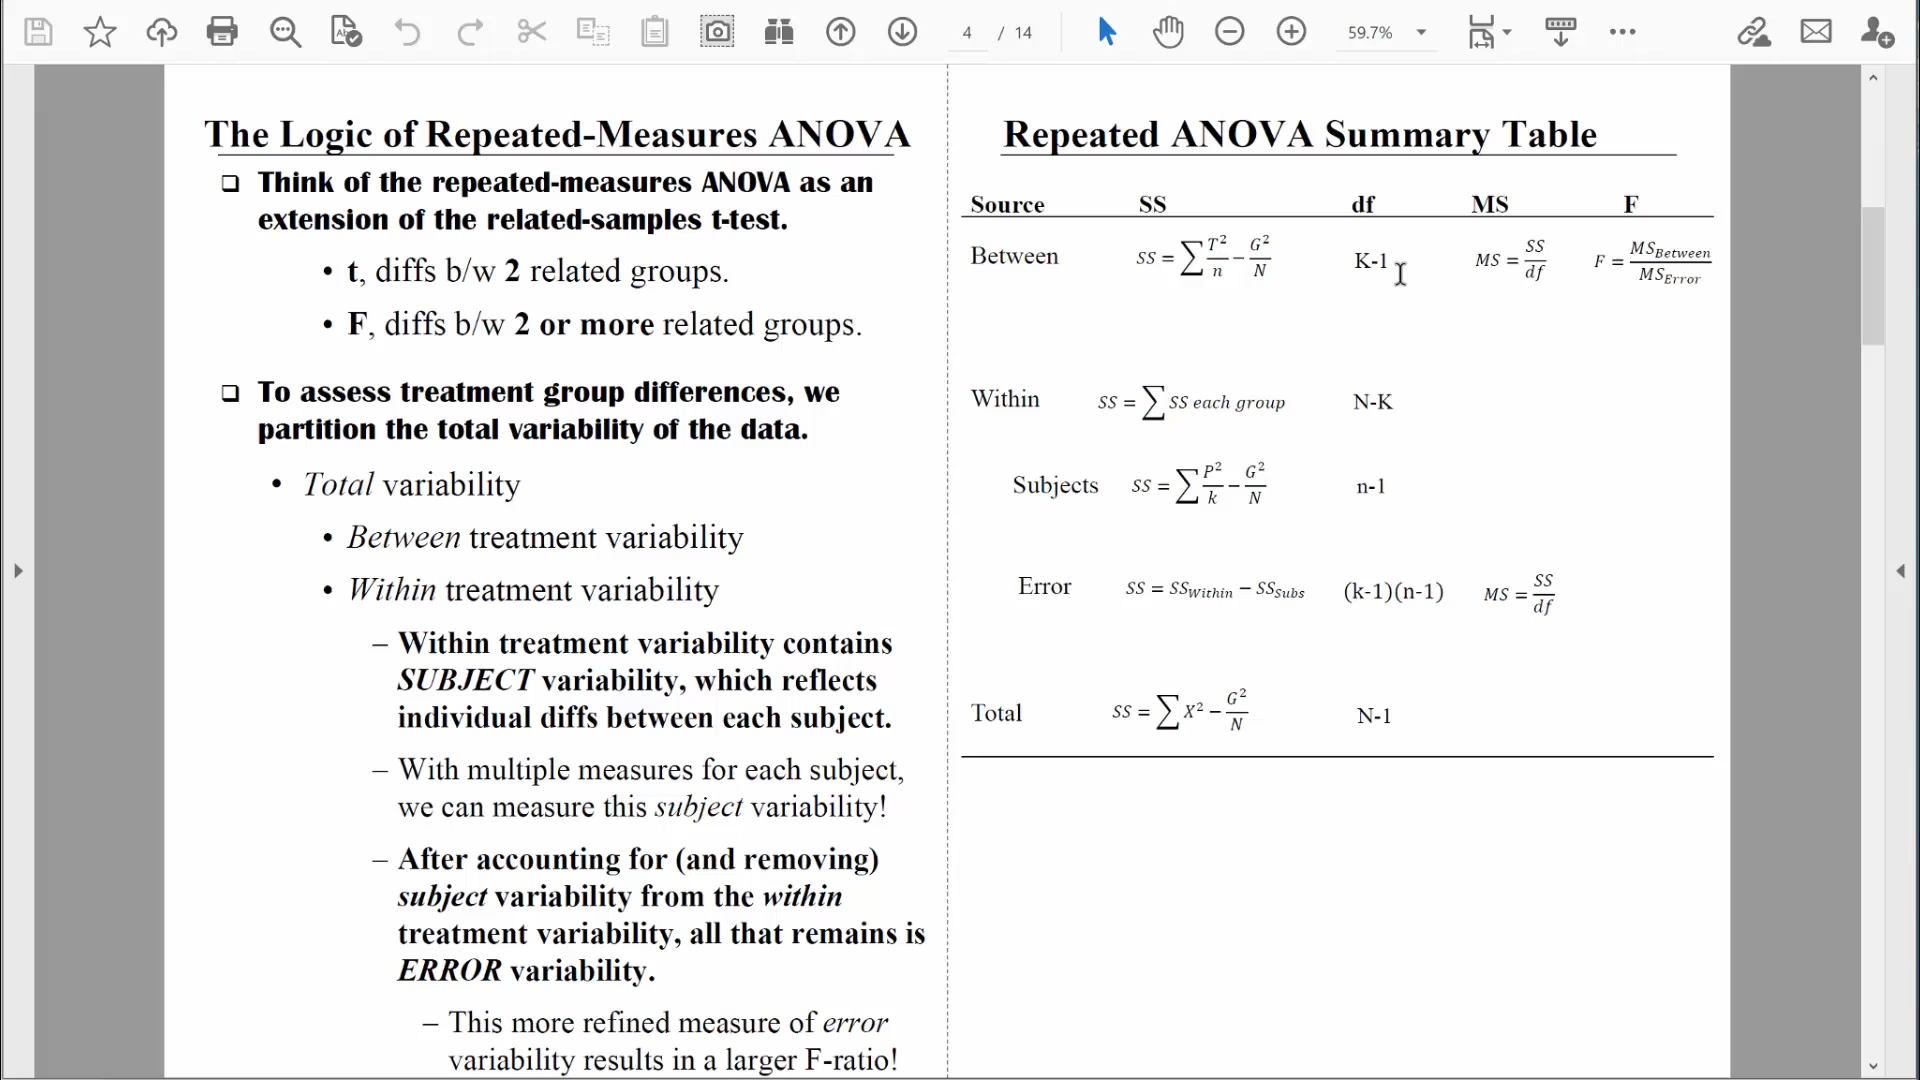 4 / 14
59.7%
The Logic of Repeated-Measures ANOVA
❑ Think of the repeated-measures ANOVA as an
extension of the related-samples t-test.
• t, diffs b/w 2 related groups.
• F, diffs b/w 2 or more related groups.
❑ To assess treatment group differences, we
partition the total variability of the data.
• Total variability
• Between treatment variability
• Within treatment variability
– Within treatment variability contains
SUBJECT variability, which reflects
individual diffs between each subject.
– With multiple measures for each subject,
we can measure this subject variability!
– After accounting for (and removing)
subject variability from the within
treatment variability, all that remains is
ERROR variability.
– This more refined measure of error
variability results in a larger F-ratio!
Repeated ANOVA Summary Table
Source SS df MS F
Between SS = ∑ T²/n − G²/N K-1 MS = SS/df F = MS_Between/MS_Error
Within SS = ∑ SS each group N-K
Subjects SS = ∑ P²/k − G²/N n-1
Error SS = SS_Within − SS_Subs (k-1)(n-1) MS = SS/df
Total SS = ∑ X² − G²/N N-1